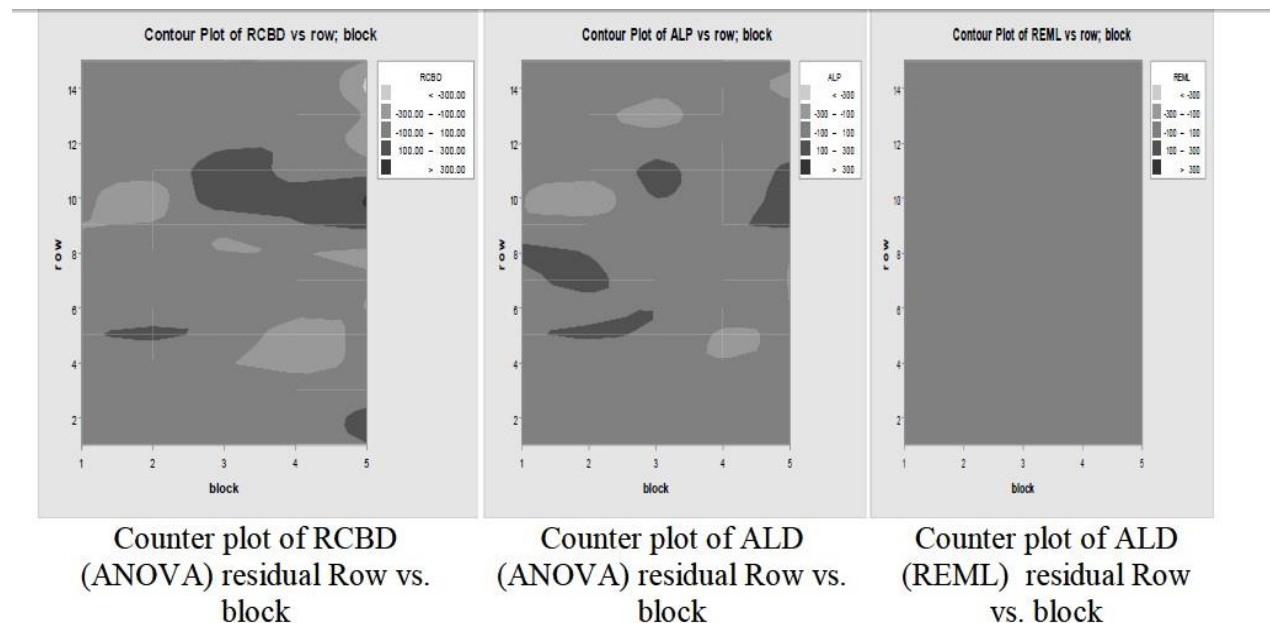 Contour Plot of RCBD vs row; block
RCBD
< -300.00
-300.00 – -100.00
-100.00 – 100.00
100.00 – 300.00
> 300.00
14
12
10
8
6
4
2
row
1 2 3 4 5
block
Contour Plot of ALP vs row; block
ALP
< -300
-300 – -100
-100 – 100
100 – 300
> 300
14
12
10
8
6
4
2
row
1 2 3 4 5
block
Contour Plot of REML vs row; block
REML
< -300
-300 – -100
-100 – 100
100 – 300
> 300
14
12
10
8
6
4
2
row
1 2 3 4 5
block
Counter plot of RCBD
(ANOVA) residual Row vs.
block
Counter plot of ALD
(ANOVA) residual Row vs.
block
Counter plot of ALD
(REML) residual Row
vs. block